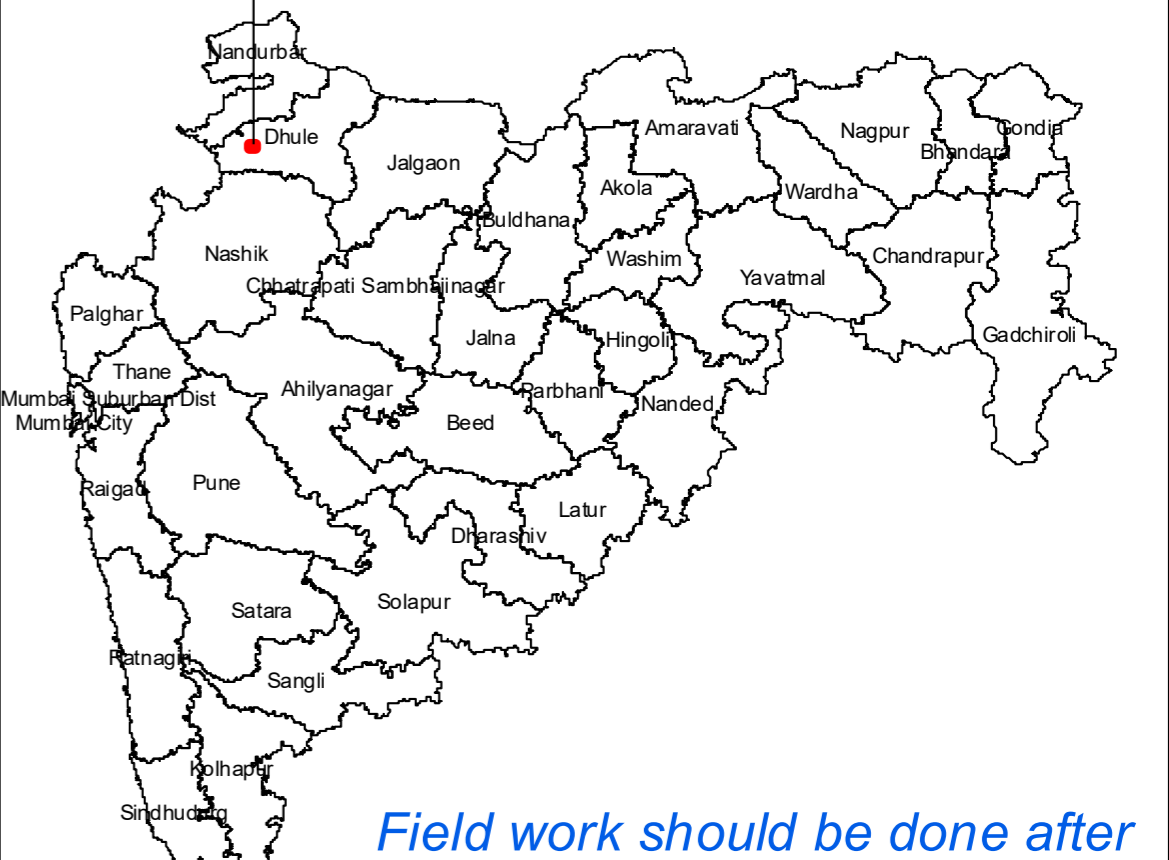 Nandurbar
Dhule
Amaravati
Nagpur
Gondia
Bhandara
Jalgaon
Akola
Wardha
Buldhana
Nashik
Washim
Chandrapur
Yavatmal
Chhatrapati Sambhajinagar
Palghar
Jalna
Hingoli
Gadchiroli
Thane
Ahilyanagar
Parbhani
Mumbai Suburban Dist
Nanded
Mumbai City
Beed
Raigad
Pune
Latur
Dharashiv
Solapur
Satara
Ratnagiri
Sangli
Kolhapur
Sindhudurg
Field work should be done after